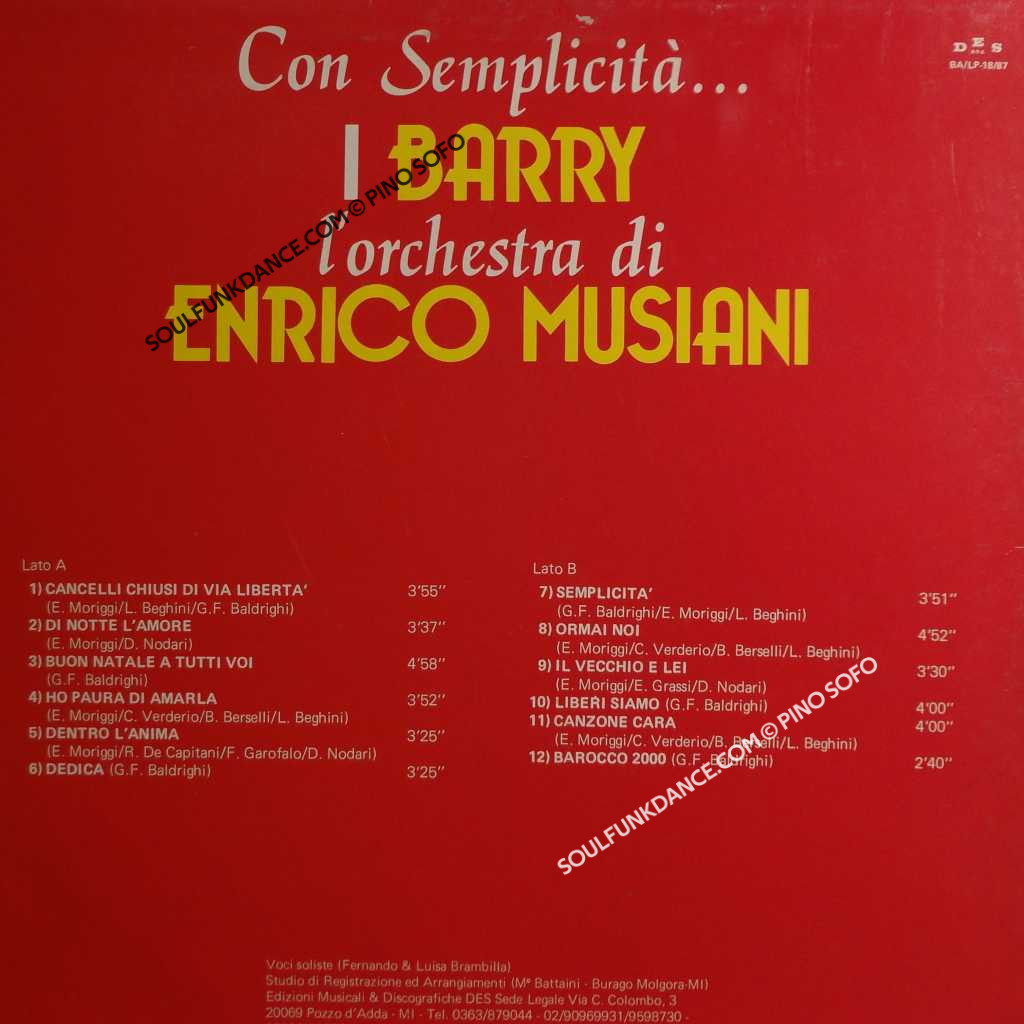 Con Semplicità...
D E S
s.n.c.
BA/LP-18/87
I BARRY
l'orchestra di
ENRICO MUSIANI
SOULFUNKDANCE.COM © PINO SOFO
Lato A
1) CANCELLI CHIUSI DI VIA LIBERTA' 3'55"
(E. Moriggi/L. Beghini/G.F. Baldrighi)
2) DI NOTTE L'AMORE 3'37"
(E. Moriggi/D. Nodari)
3) BUON NATALE A TUTTI VOI 4'58"
(G.F. Baldrighi)
4) HO PAURA DI AMARLA 3'52"
(E. Moriggi/C. Verderio/B. Berselli/L. Beghini)
5) DENTRO L'ANIMA 3'25"
(E. Moriggi/R. De Capitani/F. Garofalo/D. Nodari)
6) DEDICA (G.F. Baldrighi) 3'25"
Lato B
7) SEMPLICITA' 3'51"
(G.F. Baldrighi/E. Moriggi/L. Beghini)
8) ORMAI NOI 4'52"
(E. Moriggi/C. Verderio/B. Berselli/L. Beghini)
9) IL VECCHIO E LEI 3'30"
(E. Moriggi/E. Grassi/D. Nodari)
10) LIBERI SIAMO (G.F. Baldrighi) 4'00"
11) CANZONE CARA 4'00"
(E. Moriggi/C. Verderio/B. Berselli/L. Beghini)
12) BAROCCO 2000 (G.F. Baldrighi) 2'40"
SOULFUNKDANCE.COM © PINO SOFO
Voci soliste (Fernando & Luisa Brambilla)
Studio di Registrazione ed Arrangiamenti (Mº Battaini - Burago Molgora-MI)
Edizioni Musicali & Discografiche DES Sede Legale Via C. Colombo, 3
20069 Pozzo d'Adda - MI - Tel. 0363/879044 - 02/90969931/9598730 -